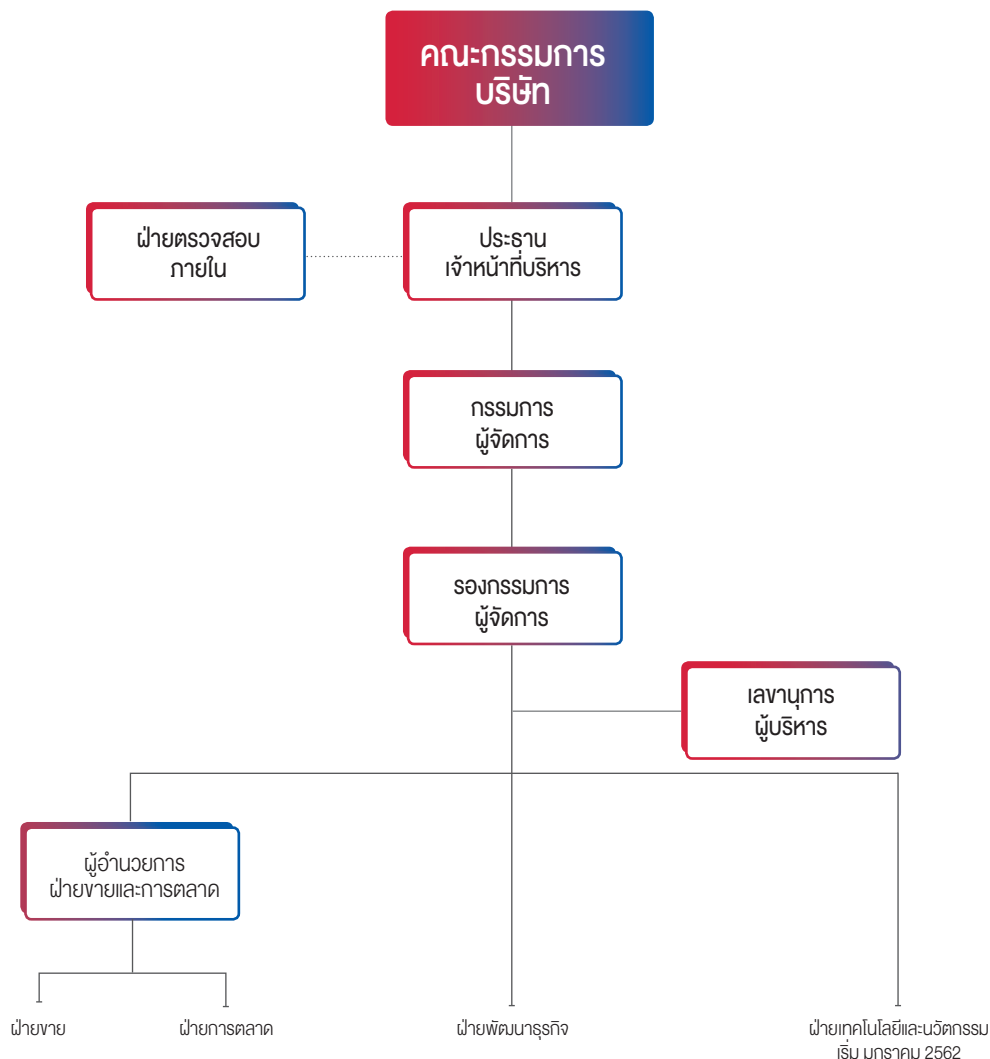 คณะกรรมการ
บริษัท
ฝ่ายตรวจสอบ
ภายใน
ประธาน
เจ้าหน้าที่บริหาร
กรรมการ
ผู้จัดการ
รองกรรมการ
ผู้จัดการ
เลขานุการ
ผู้บริหาร
ผู้อำนวยการ
ฝ่ายขายและการตลาด
ฝ่ายขาย
ฝ่ายการตลาด
ฝ่ายพัฒนาธุรกิจ
ฝ่ายเทคโนโลยีและนวัตกรรม
เริ่ม มกราคม 2562